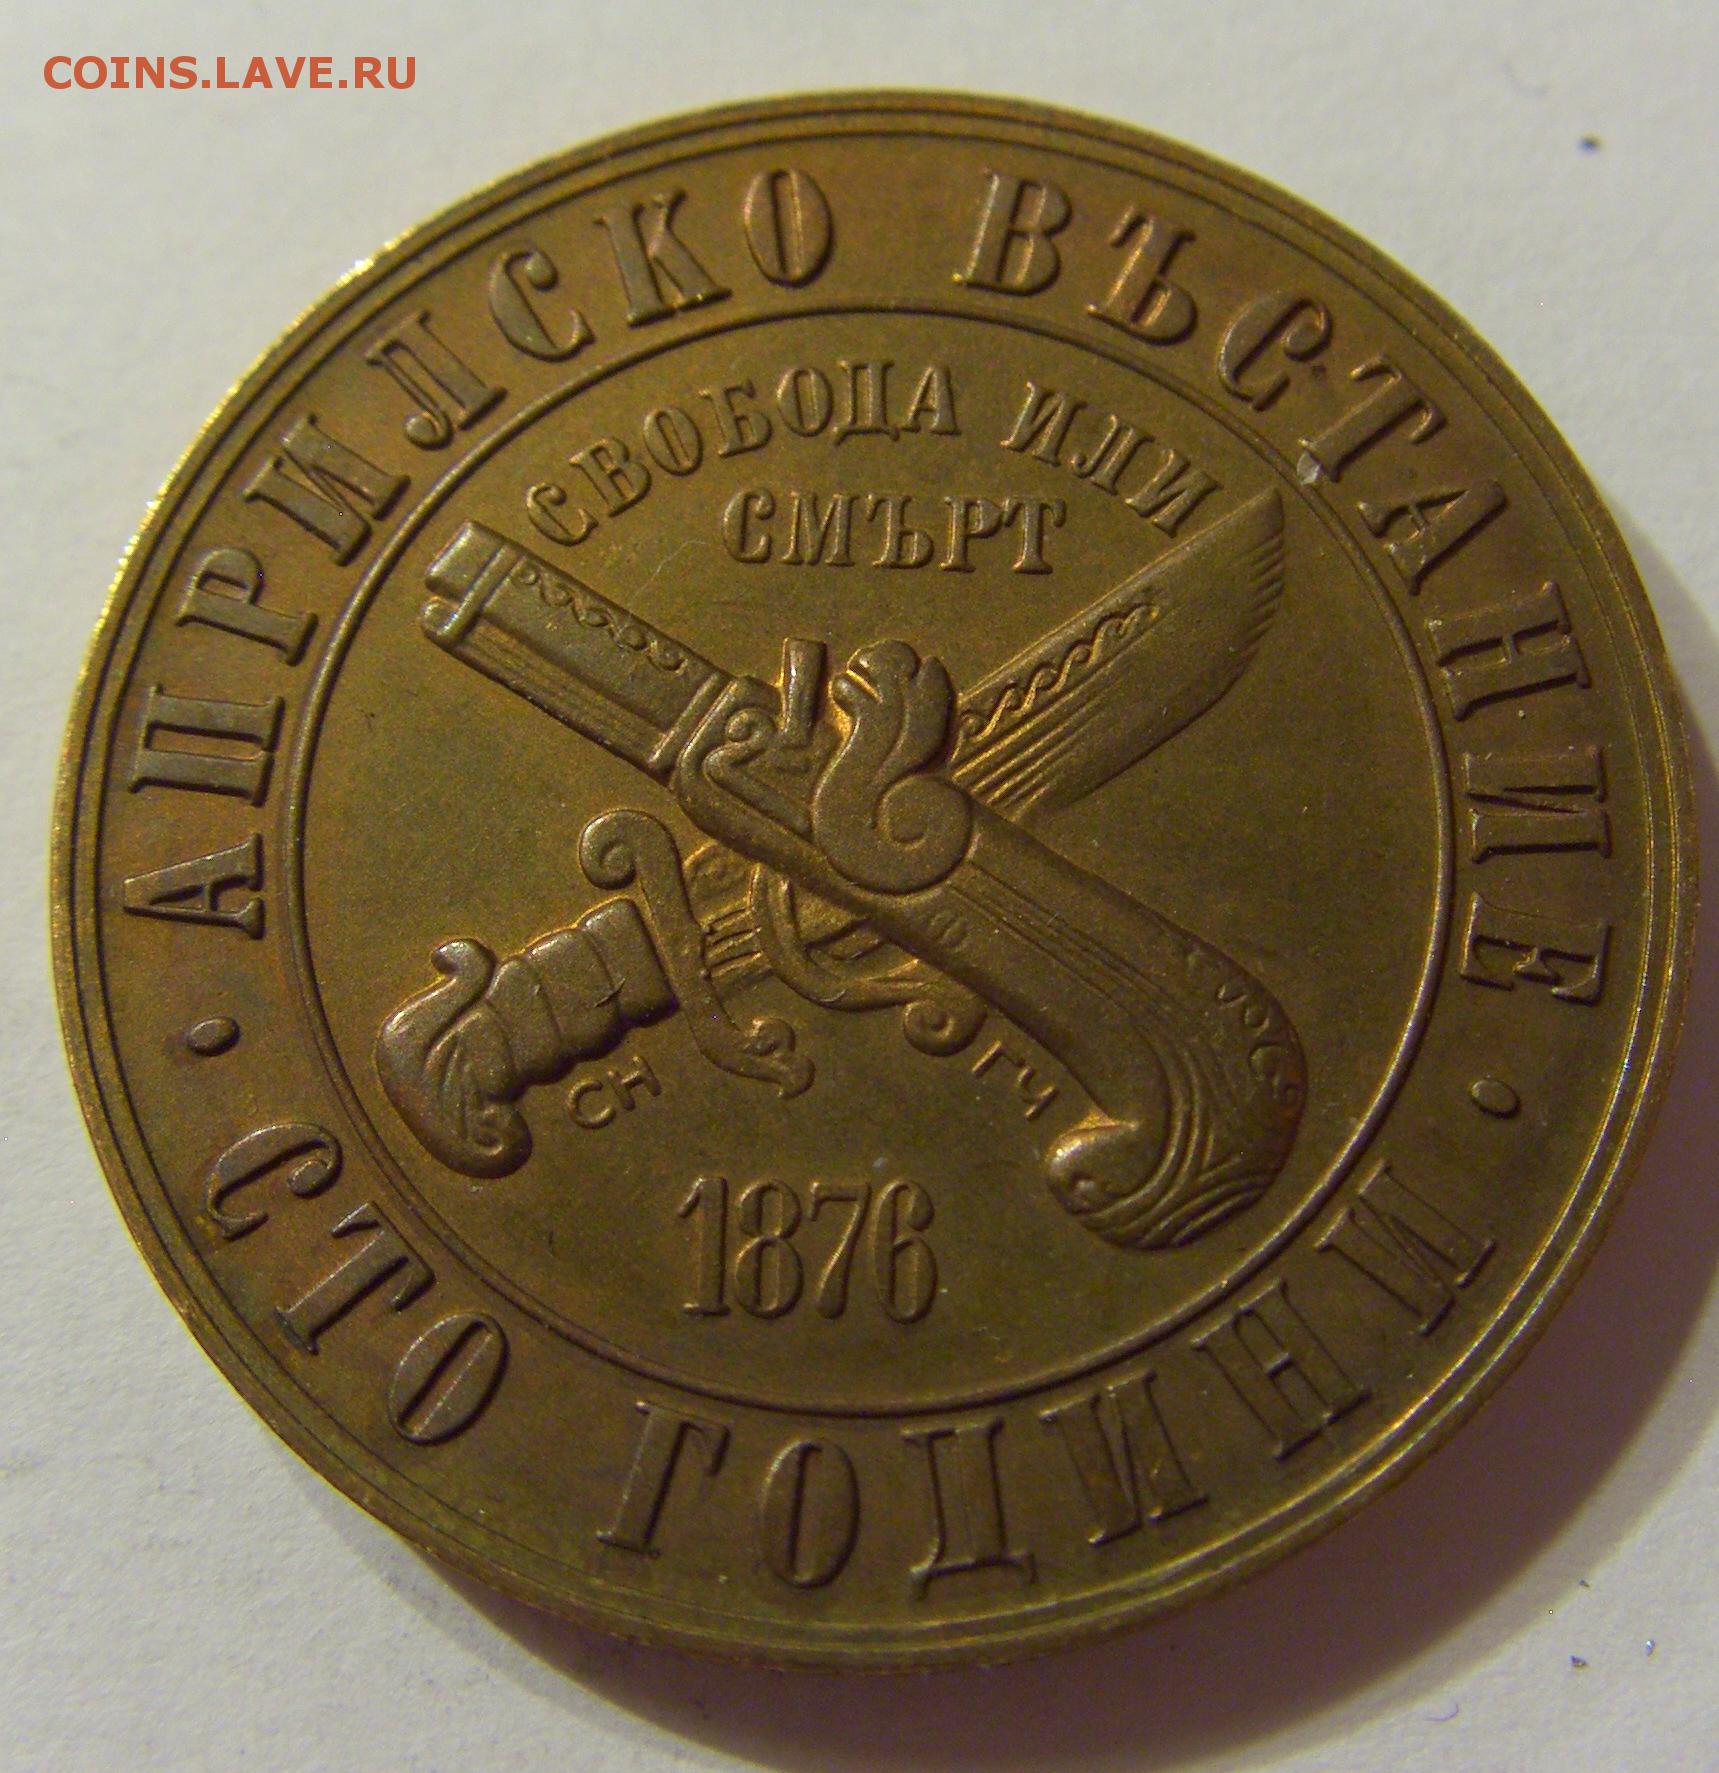 COINS.LAVE.RU
АПРИЛСКО ВЪСТАНИЕ
СВОБОДА ИЛИ
СМЪРТ
СН ГЧ
1876
· СТО ГОДИНИ ·